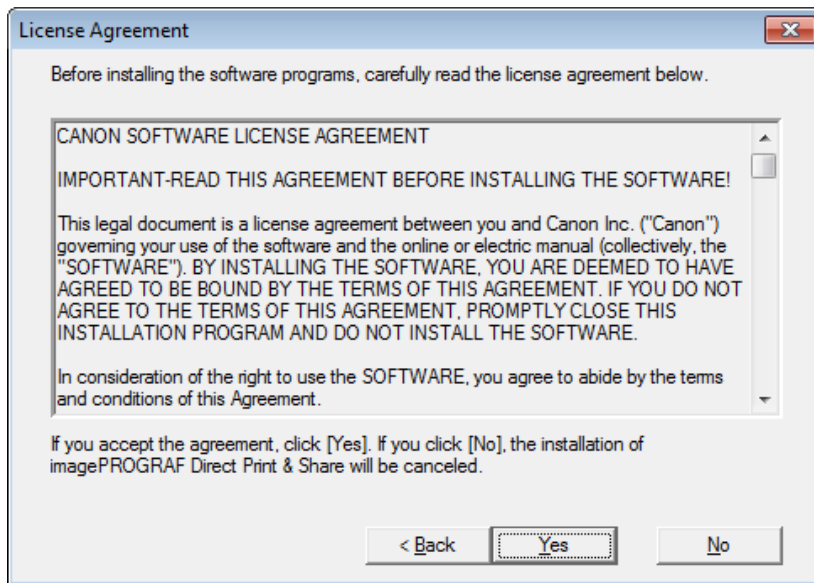 License Agreement
Before installing the software programs, carefully read the license agreement below.
CANON SOFTWARE LICENSE AGREEMENT
IMPORTANT-READ THIS AGREEMENT BEFORE INSTALLING THE SOFTWARE!
This legal document is a license agreement between you and Canon Inc. ("Canon")
governing your use of the software and the online or electric manual (collectively, the
"SOFTWARE"). BY INSTALLING THE SOFTWARE, YOU ARE DEEMED TO HAVE
AGREED TO BE BOUND BY THE TERMS OF THIS AGREEMENT. IF YOU DO NOT
AGREE TO THE TERMS OF THIS AGREEMENT, PROMPTLY CLOSE THIS
INSTALLATION PROGRAM AND DO NOT INSTALL THE SOFTWARE.
In consideration of the right to use the SOFTWARE, you agree to abide by the terms
and conditions of this Agreement.
If you accept the agreement, click [Yes]. If you click [No], the installation of
imagePROGRAF Direct Print & Share will be canceled.
< Back Yes No